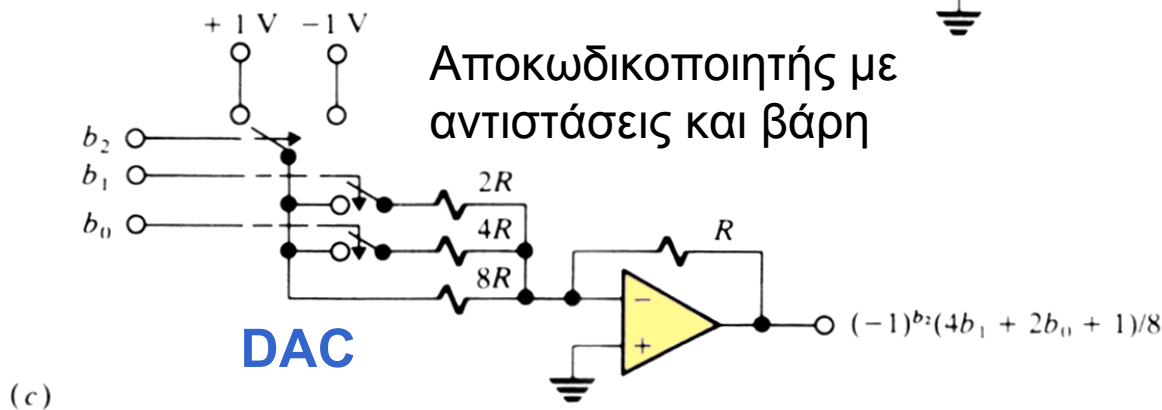 + 1 V −1 V
Αποκωδικοποιητής με
αντιστάσεις και βάρη
b₂
b₁
2R
b₀
4R
R
8R
−
+
(−1)^b₂(4b₁ + 2b₀ + 1)/8
DAC
(c)